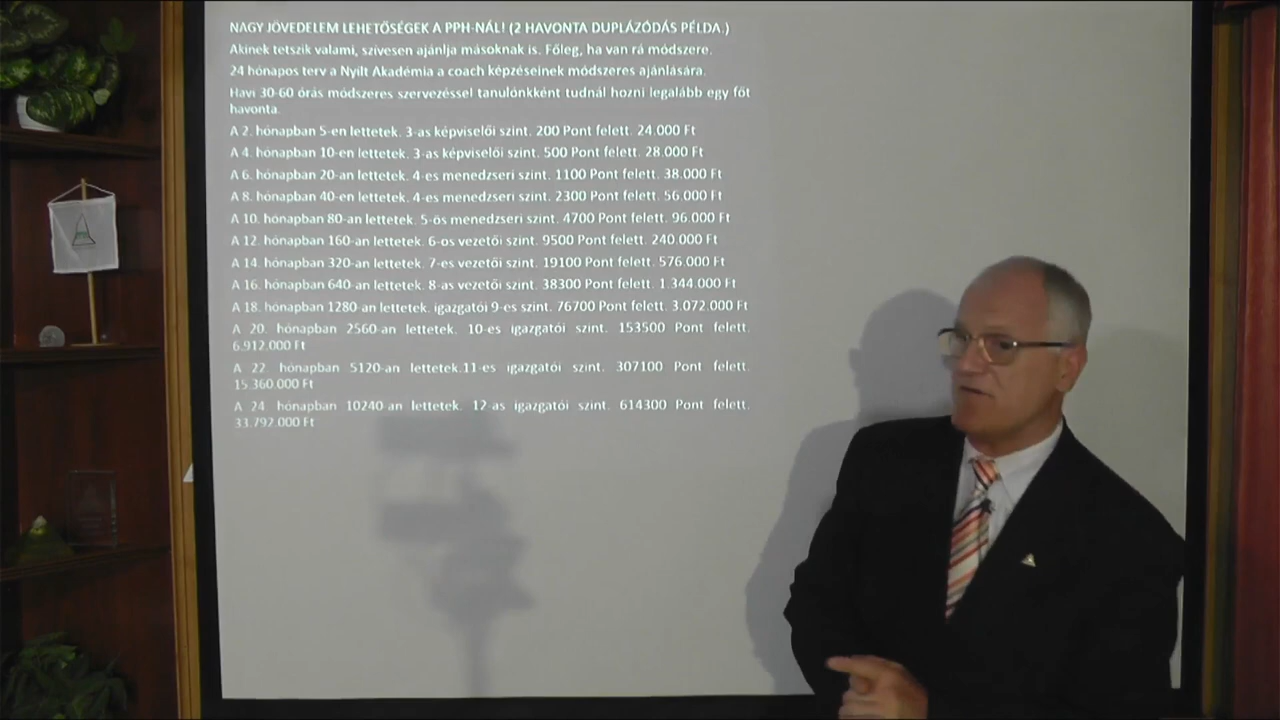 NAGY JÖVEDELEM LEHETŐSÉGEK A PPH-NÁL! (2 HAVONTA DUPLÁZÓDÁS PÉLDA.)
Akinek tetszik valami, szívesen ajánlja másoknak is. Főleg, ha van rá módszere.
24 hónapos terv a Nyílt Akadémia a coach képzéseinek módszeres ajánlására.
Havi 30-60 órás módszeres szervezéssel tanulónkként tudnál hozni legalább egy főt
havonta.
A 2. hónapban 5-en lettetek. 3-as képviselői szint. 200 Pont felett. 24.000 Ft
A 4. hónapban 10-en lettetek. 3-as képviselői szint. 500 Pont felett. 28.000 Ft
A 6. hónapban 20-an lettetek. 4-es menedzseri szint. 1100 Pont felett. 38.000 Ft
A 8. hónapban 40-en lettetek. 4-es menedzseri szint. 2300 Pont felett. 56.000 Ft
A 10. hónapban 80-an lettetek. 5-ös menedzseri szint. 4700 Pont felett. 96.000 Ft
A 12. hónapban 160-an lettetek. 6-os vezetői szint. 9500 Pont felett. 240.000 Ft
A 14. hónapban 320-an lettetek. 7-es vezetői szint. 19100 Pont felett. 576.000 Ft
A 16. hónapban 640-an lettetek. 8-as vezetői szint. 38300 Pont felett. 1.344.000 Ft
A 18. hónapban 1280-an lettetek. igazgatói 9-es szint. 76700 Pont felett. 3.072.000 Ft
A 20. hónapban 2560-an lettetek. 10-es igazgatói szint. 153500 Pont felett.
6.912.000 Ft
A 22. hónapban 5120-an lettetek.11-es igazgatói szint. 307100 Pont felett.
15.360.000 Ft
A 24. hónapban 10240-an lettetek. 12-as igazgatói szint. 614300 Pont felett.
33.792.000 Ft